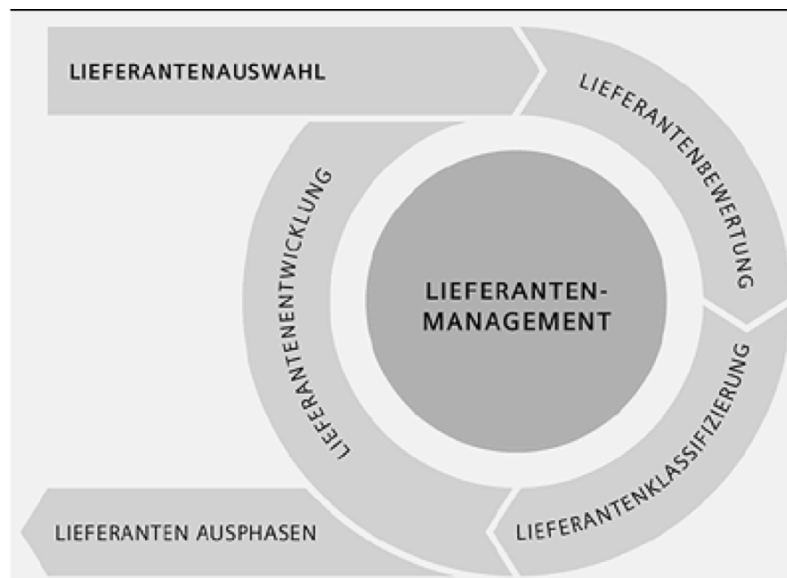 LIEFERANTENAUSWAHL
LIEFERANTENBEWERTUNG
LIEFERANTENKLASSIFIZIERUNG
LIEFERANTENENTWICKLUNG
LIEFERANTEN AUSPHASEN
LIEFERANTEN-
MANAGEMENT